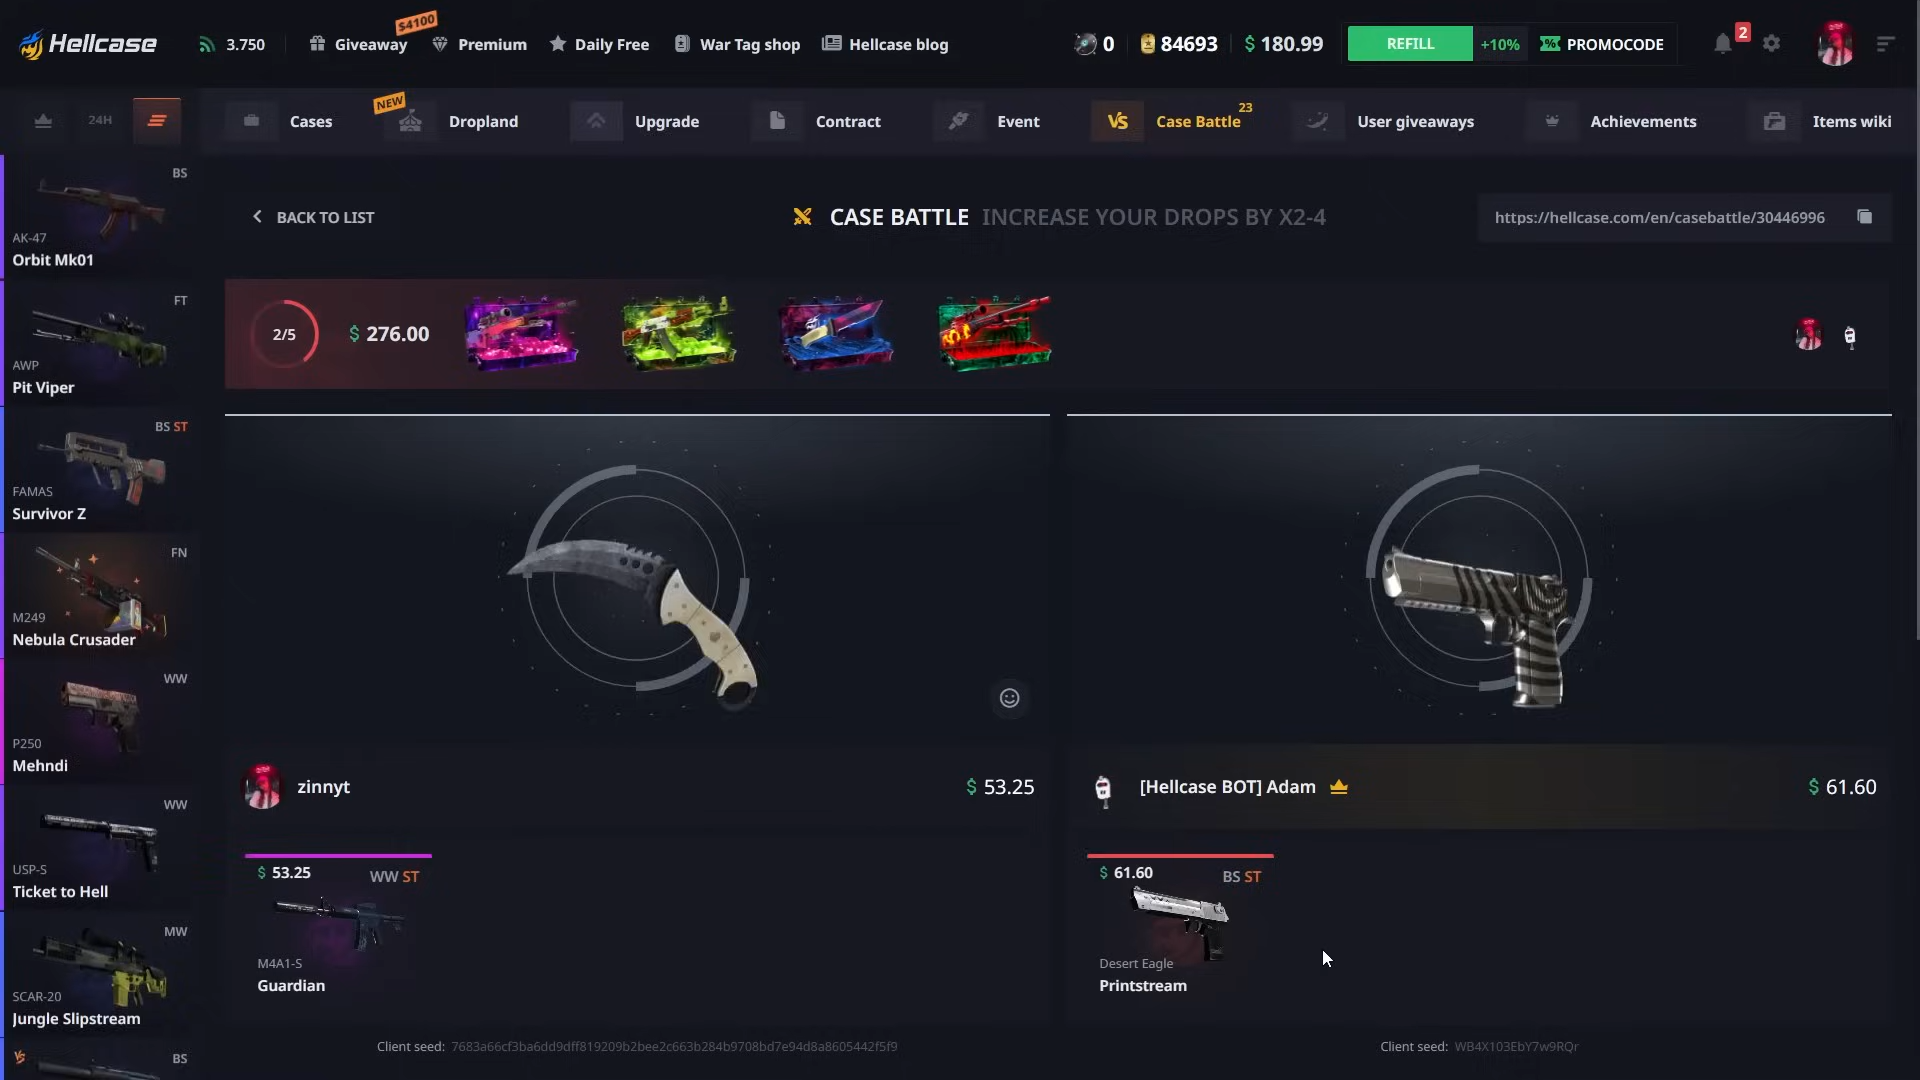 Hellcase
3.750
Giveaway
$4100
Premium
Daily Free
War Tag shop
Hellcase blog
0
84693
$ 180.99
REFILL
+10%
PROMOCODE
2
24H
Cases
NEW
Dropland
Upgrade
Contract
Event
VS
Case Battle
23
User giveaways
Achievements
Items wiki
BS
AK-47
Orbit Mk01
FT
AWP
Pit Viper
BS ST
FAMAS
Survivor Z
FN
M249
Nebula Crusader
WW
P250
Mehndi
WW
USP-S
Ticket to Hell
MW
SCAR-20
Jungle Slipstream
VS
BS
BACK TO LIST
CASE BATTLE INCREASE YOUR DROPS BY X2-4
https://hellcase.com/en/casebattle/30446996
2/5
$ 276.00
zinnyt
$ 53.25
[Hellcase BOT] Adam
$ 61.60
$ 53.25
WW ST
M4A1-S
Guardian
$ 61.60
BS ST
Desert Eagle
Printstream
Client seed: 7683a66cf3ba6dd9dff819209b2bee2c663b284b9708bd7e94d8a8605442f5f9
Client seed: WB4X103EbY7w9RQr